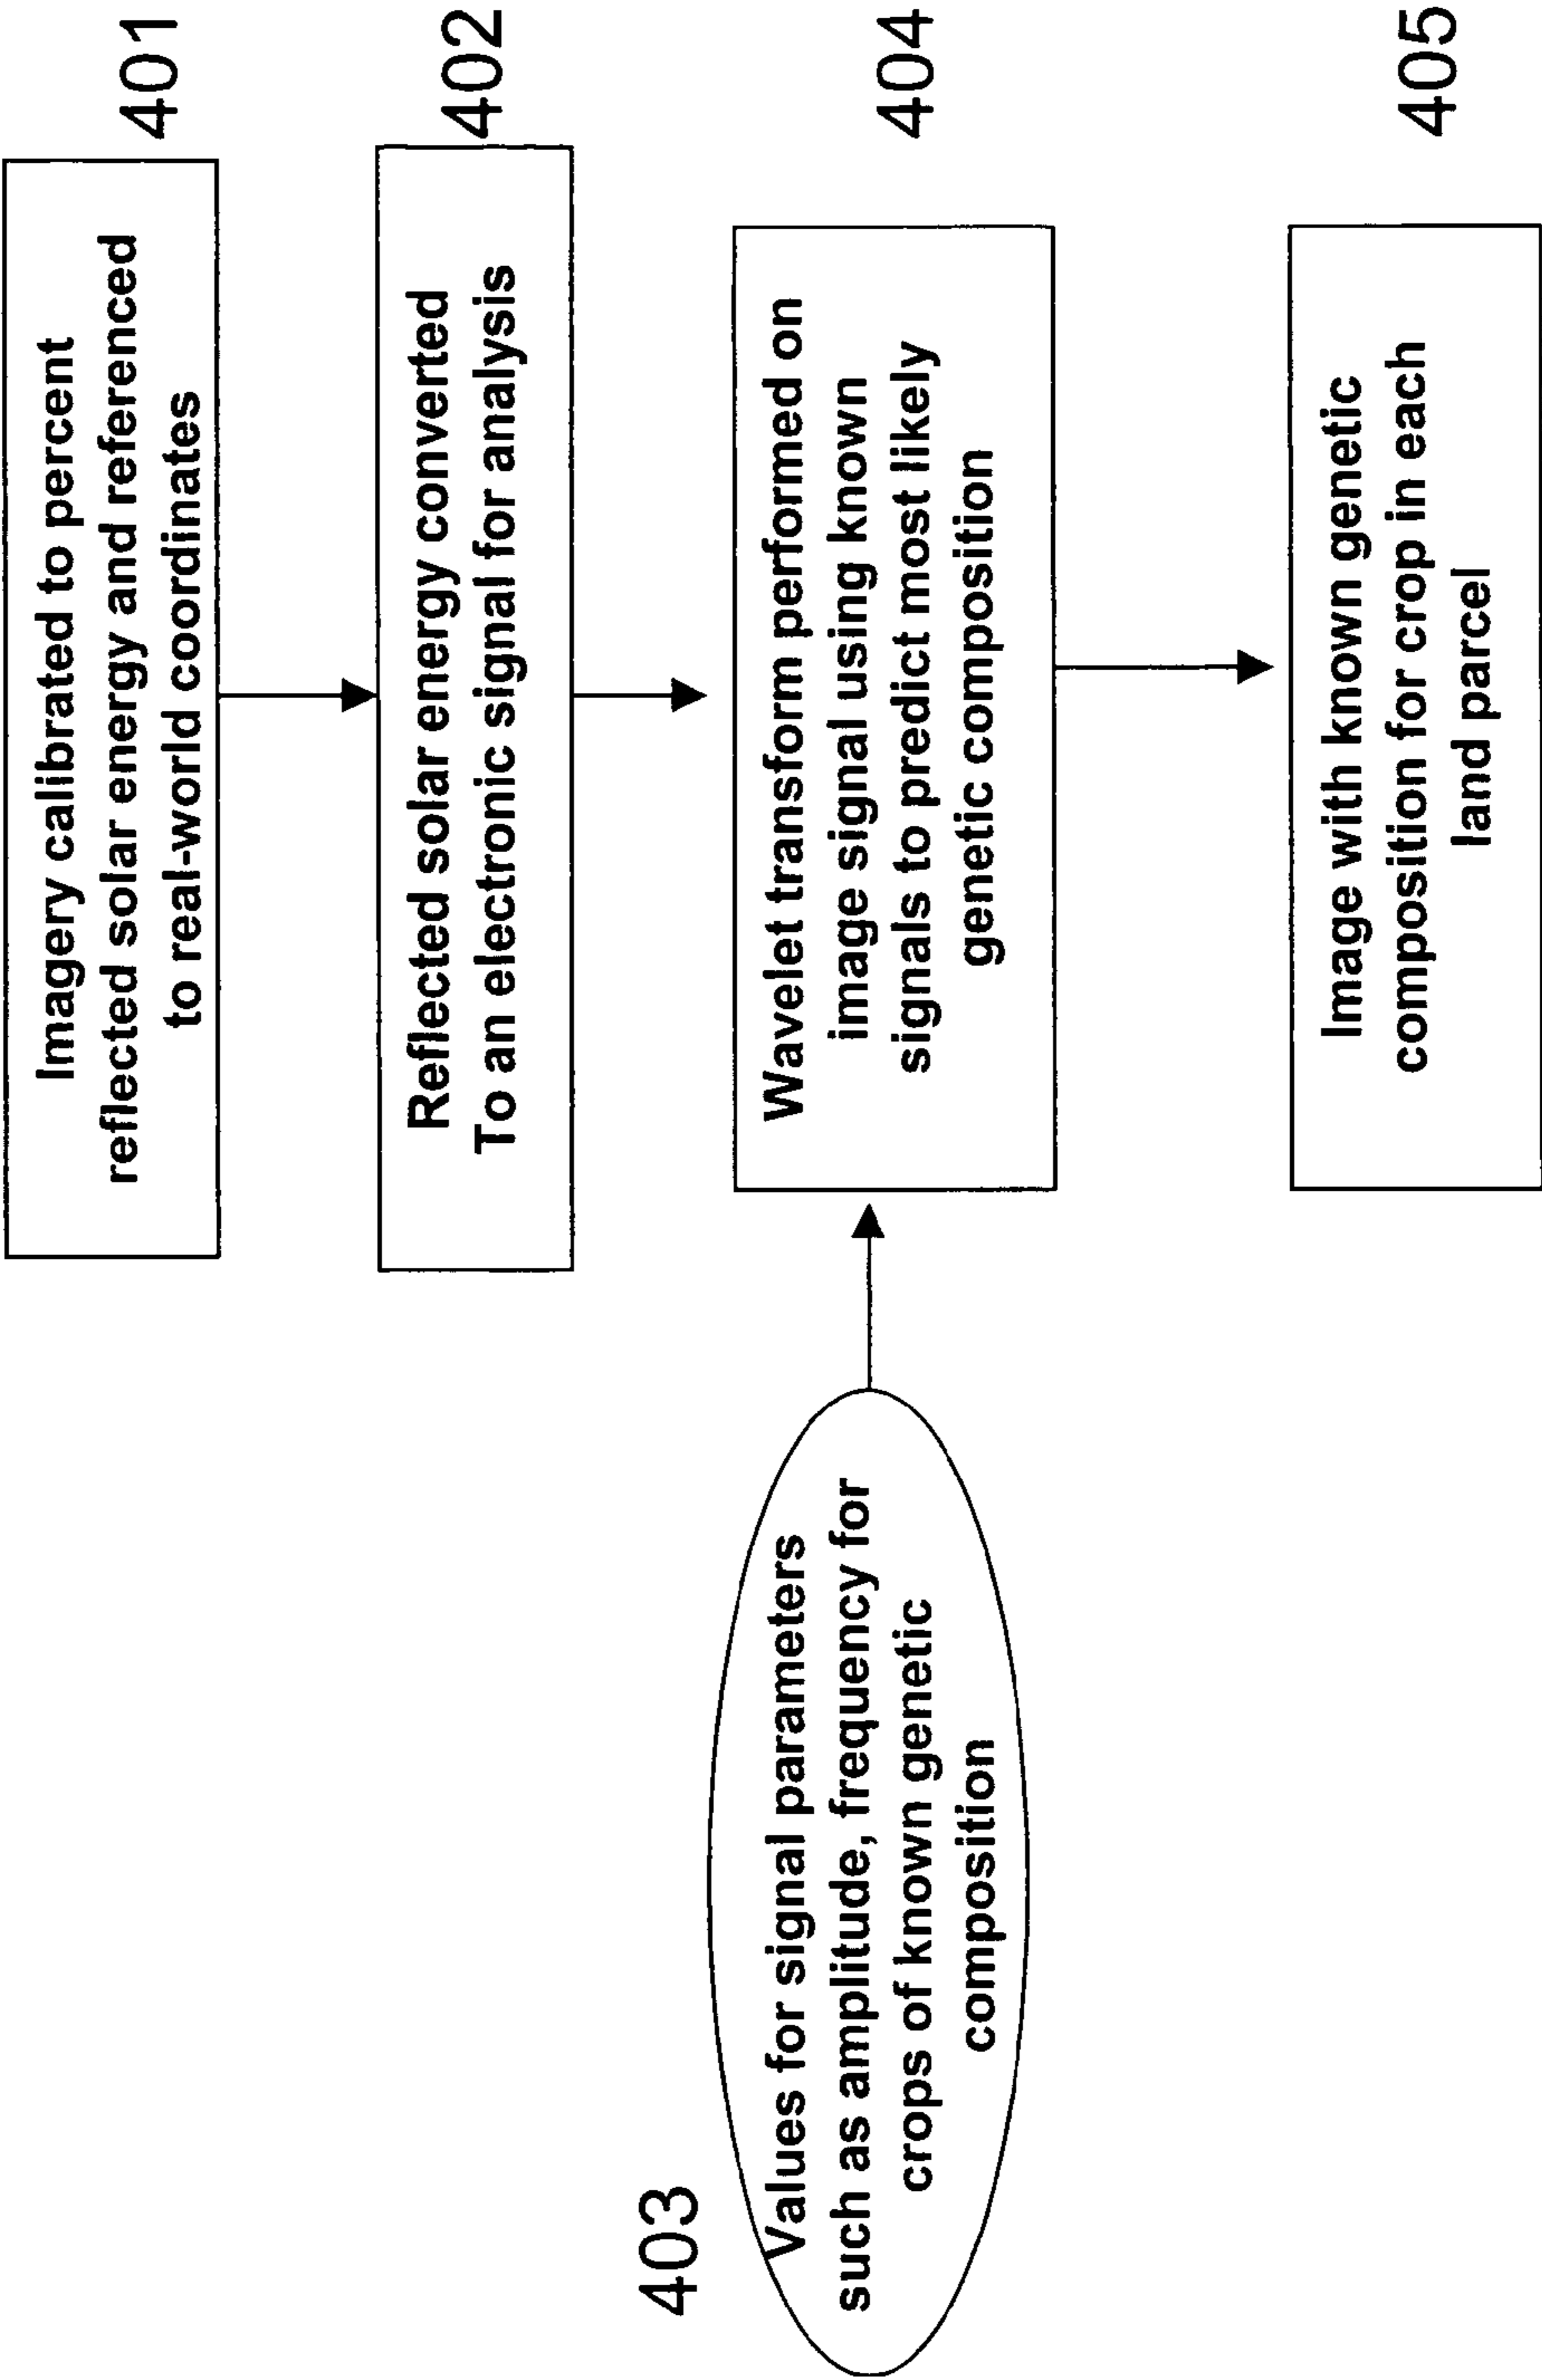 Imagery calibrated to percent
reflected solar energy and referenced
to real-world coordinates
401
Reflected solar energy converted
To an electronic signal for analysis
402
403
Values for signal parameters
such as amplitude, frequency for
crops of known genetic
composition
Wavelet transform performed on
image signal using known
signals to predict most likely
genetic composition
404
Image with known genetic
composition for crop in each
land parcel
405